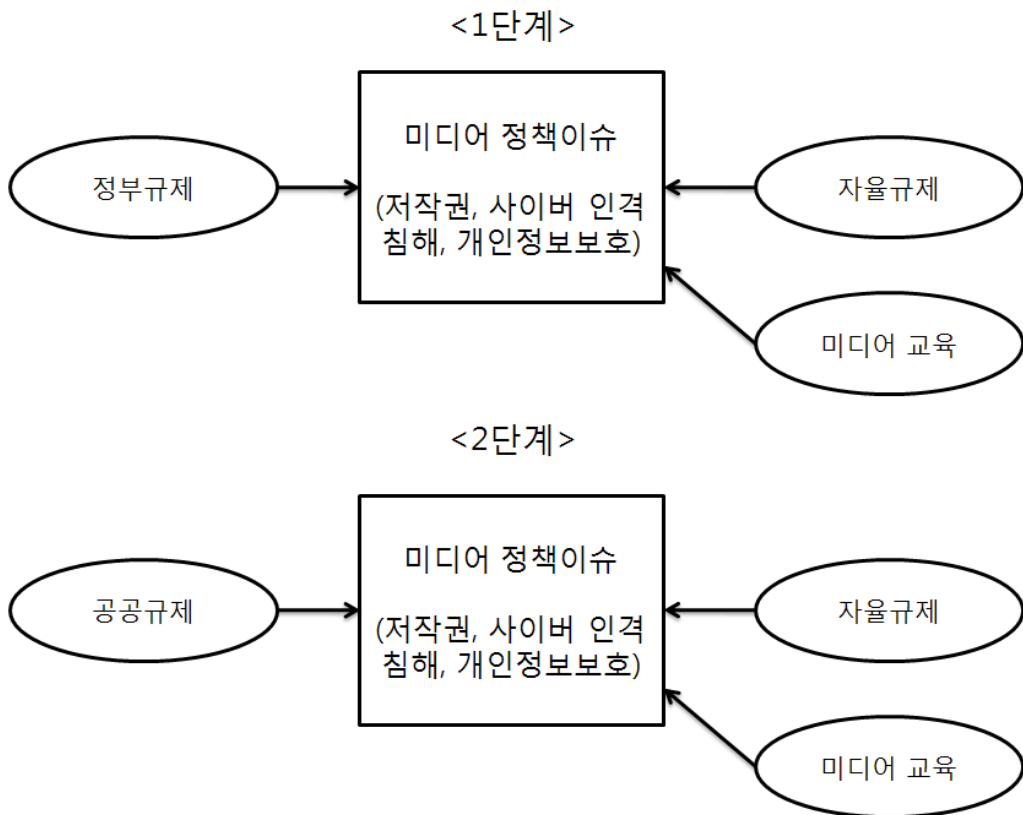 <1단계>
미디어 정책이슈
정부규제
자율규제
(저작권, 사이버 인격
침해, 개인정보보호)
미디어 교육
<2단계>
미디어 정책이슈
공공규제
자율규제
(저작권, 사이버 인격
침해, 개인정보보호)
미디어 교육